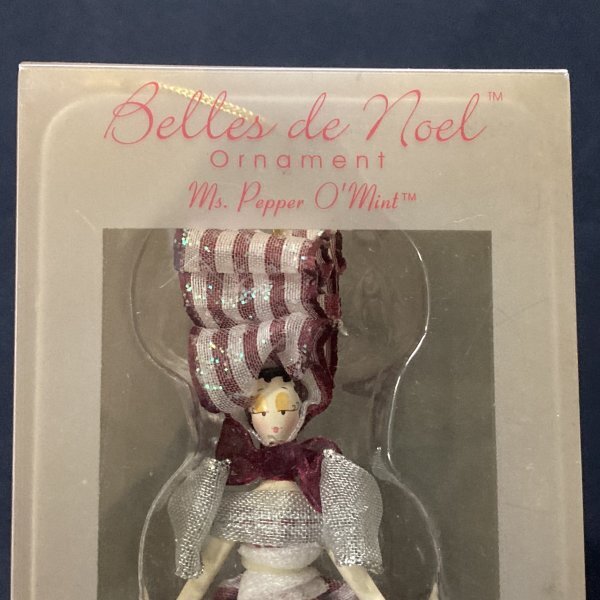 Belles de Noel™
Ornament
Ms. Pepper O'Mint™